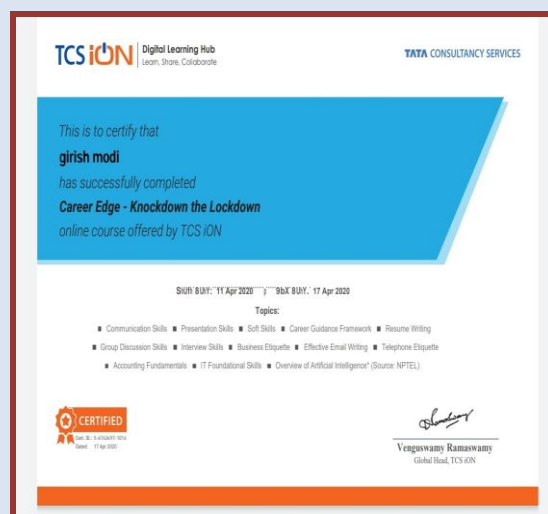 TCS iON
Digital Learning Hub
Learn, Share, Colaborate
TATA CONSULTANCY SERVICES
This is to certify that
girish modi
has successfully completed
Career Edge - Knockdown the Lockdown
online course offered by TCS iON
11 Apr 2020 17 Apr 2020
Topics:
■ Communication Skills ■ Presentation Skills ■ Soft Skills ■ Career Guidance Framework ■ Resume Writing
■ Group Discussion Skills ■ Interview Skills ■ Business Etiquette ■ Effective Email Writing ■ Telephone Etiquette
■ Accounting Fundamentals ■ IT Foundational Skills ■ Overview of Artificial Intelligence* (Source: NPTEL)
CERTIFIED
Cert. ID.:
Dated: 17 Apr 2020
Venguswamy Ramaswamy
Global Head, TCS iON